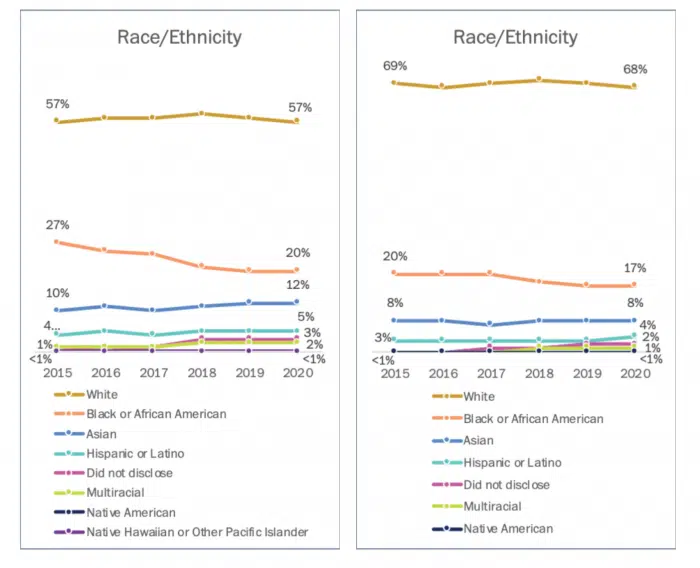 Race/Ethnicity
57%
57%
27%
20%
10%
12%
4...
5%
3%
1%
2%
<1%
<1%
2015 2016 2017 2018 2019 2020
White
Black or African American
Asian
Hispanic or Latino
Did not disclose
Multiracial
Native American
Native Hawaiian or Other Pacific Islander
Race/Ethnicity
69%
68%
20%
17%
8%
8%
4%
3%
2%
1%
<1%
<1%
2015 2016 2017 2018 2019 2020
White
Black or African American
Asian
Hispanic or Latino
Did not disclose
Multiracial
Native American